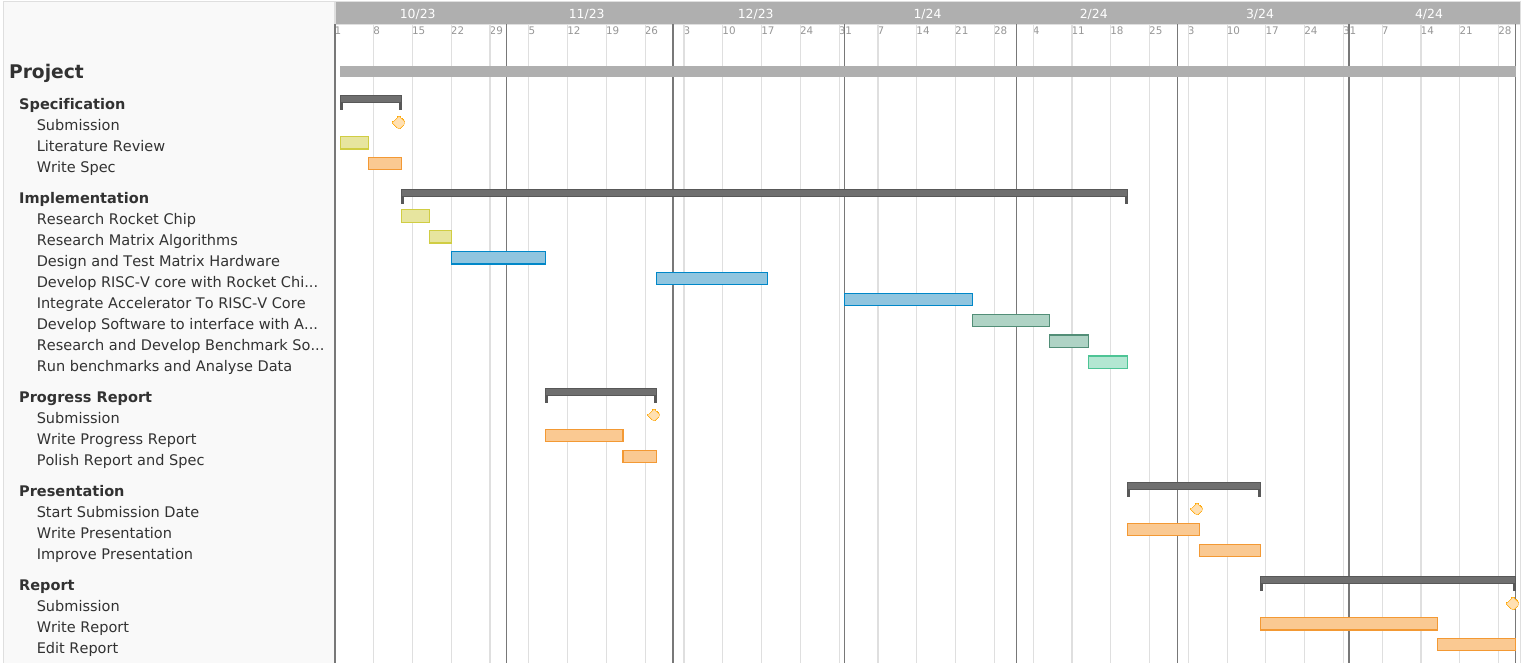 10/23 11/23 12/23 1/24 2/24 3/24 4/24
1 8 15 22 29 5 12 19 26 3 10 17 24 31 7 14 21 28 4 11 18 25 3 10 17 24 31 7 14 21 28
Project
Specification
Submission
Literature Review
Write Spec
Implementation
Research Rocket Chip
Research Matrix Algorithms
Design and Test Matrix Hardware
Develop RISC-V core with Rocket Chi...
Integrate Accelerator To RISC-V Core
Develop Software to interface with A...
Research and Develop Benchmark So...
Run benchmarks and Analyse Data
Progress Report
Submission
Write Progress Report
Polish Report and Spec
Presentation
Start Submission Date
Write Presentation
Improve Presentation
Report
Submission
Write Report
Edit Report